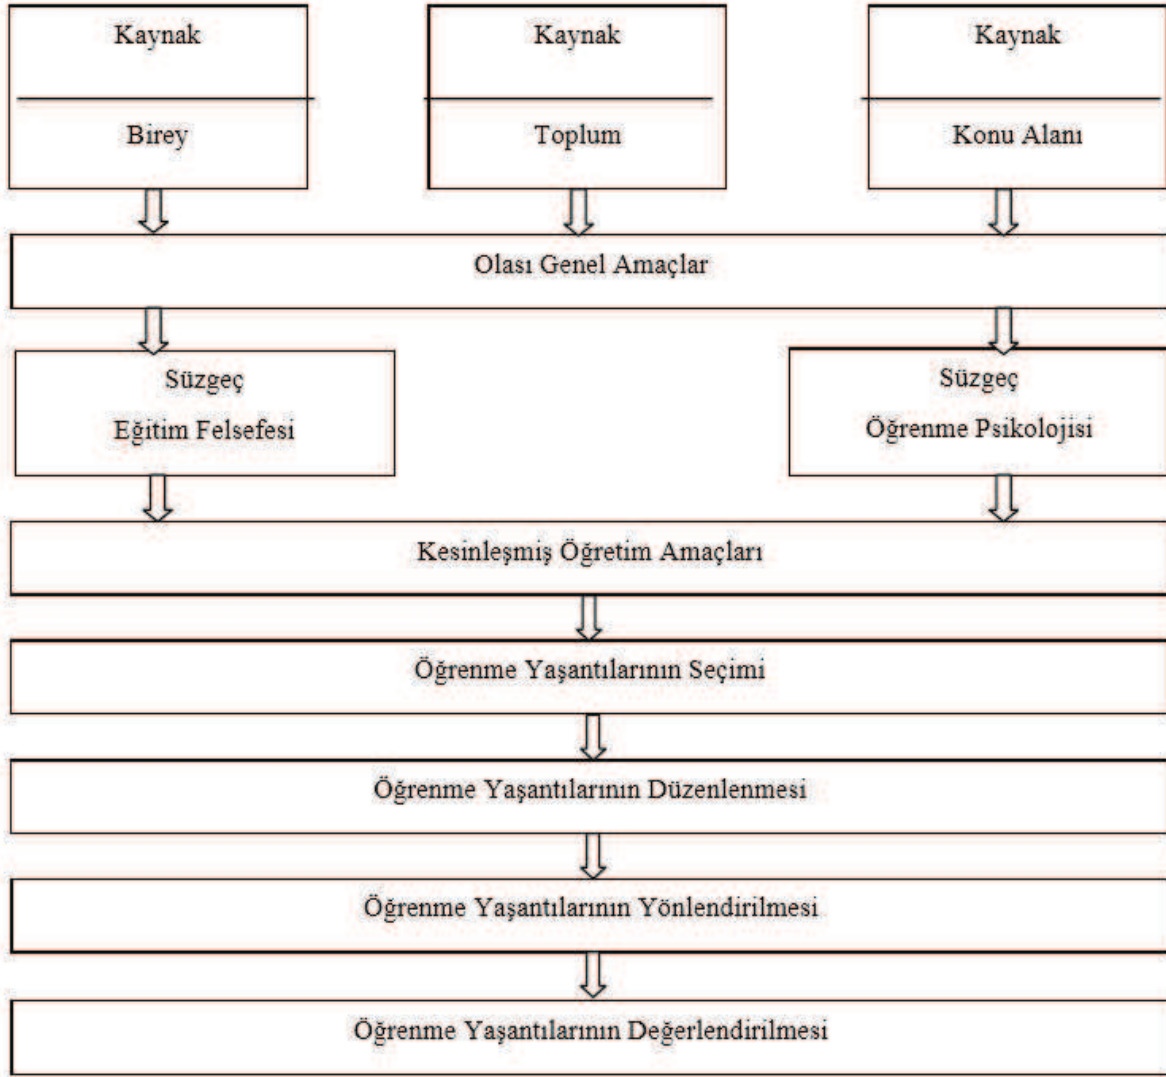 Kaynak
Birey
Kaynak
Toplum
Kaynak
Konu Alanı
Olası Genel Amaçlar
Süzgeç
Eğitim Felsefesi
Süzgeç
Öğrenme Psikolojisi
Kesinleşmiş Öğretim Amaçları
Öğrenme Yaşantılarının Seçimi
Öğrenme Yaşantılarının Düzenlenmesi
Öğrenme Yaşantılarının Yönlendirilmesi
Öğrenme Yaşantılarının Değerlendirilmesi